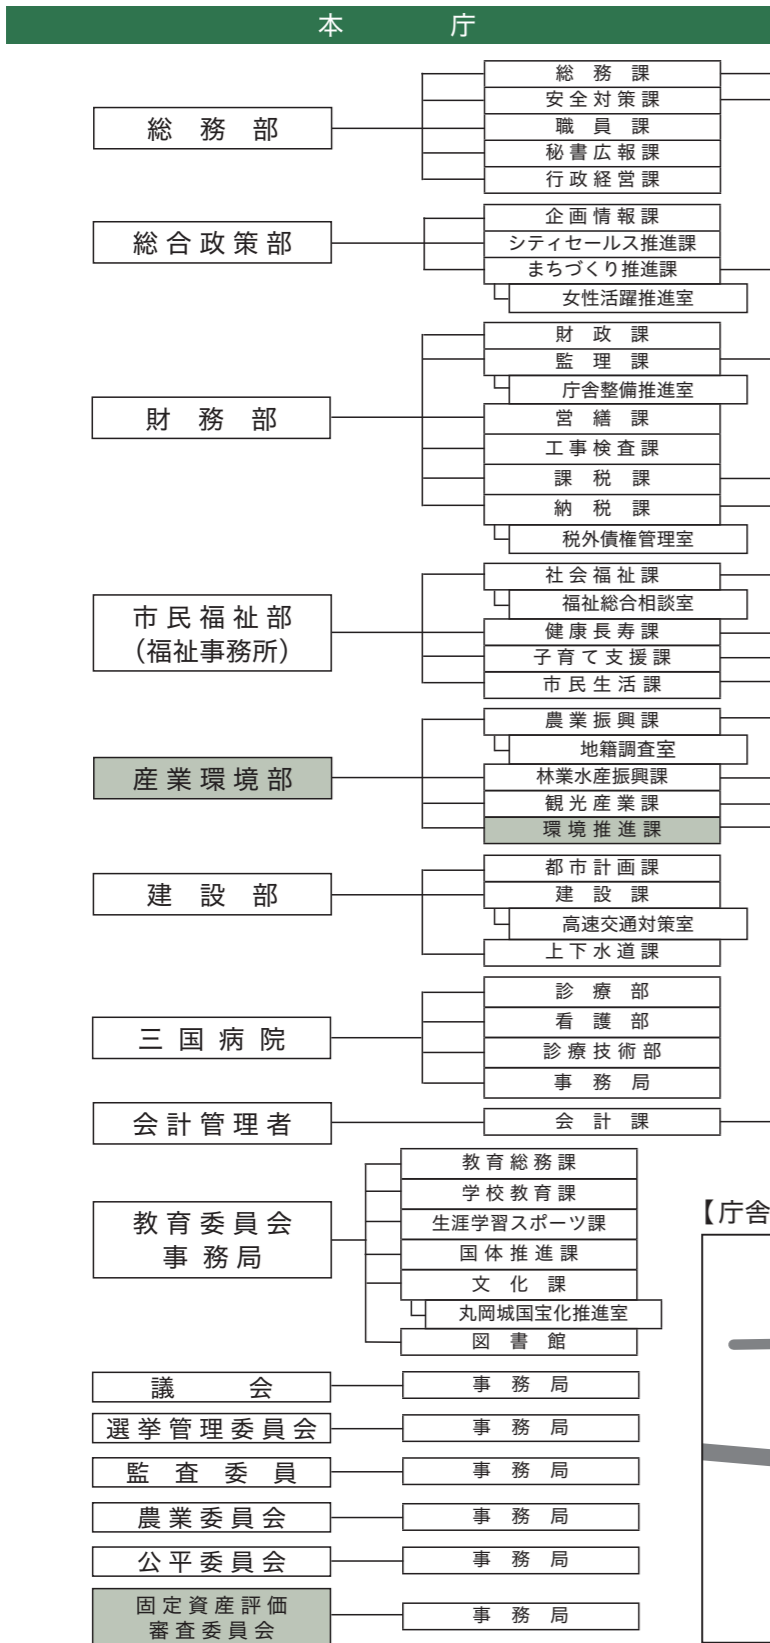 本庁
総務部
総務課
安全対策課
職員課
秘書広報課
行政経営課
総合政策部
企画情報課
シティセールス推進課
まちづくり推進課
女性活躍推進室
財務部
財政課
監理課
庁舎整備推進室
営繕課
工事検査課
課税課
納税課
税外債権管理室
市民福祉部
（福祉事務所）
社会福祉課
福祉総合相談室
健康長寿課
子育て支援課
市民生活課
産業環境部
農業振興課
地籍調査室
林業水産振興課
観光産業課
環境推進課
建設部
都市計画課
建設課
高速交通対策室
上下水道課
三国病院
診療部
看護部
診療技術部
事務局
会計管理者
会計課
教育委員会
事務局
教育総務課
学校教育課
生涯学習スポーツ課
国体推進課
文化課
丸岡城国宝化推進室
図書館
【庁舎
議会
事務局
選挙管理委員会
事務局
監査委員
事務局
農業委員会
事務局
公平委員会
事務局
固定資産評価
審査委員会
事務局